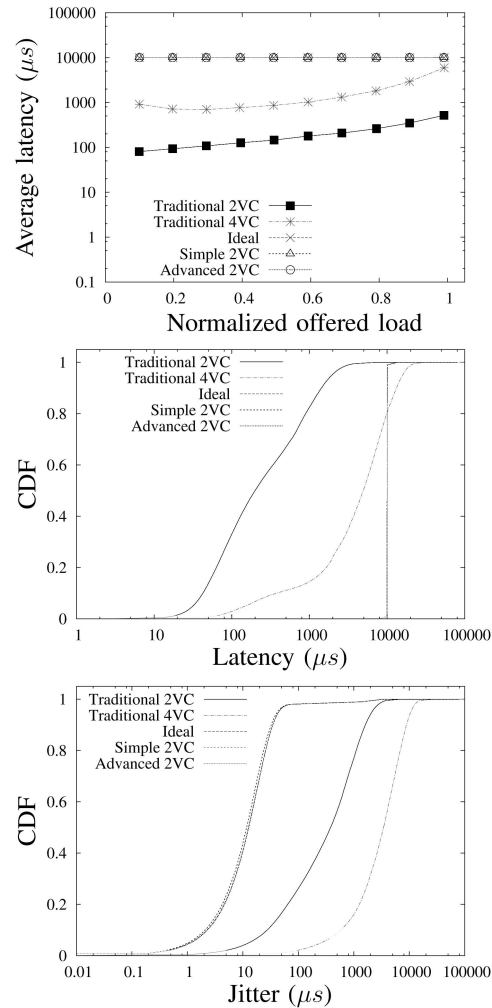 Average latency (μs)
100000
10000
1000
100
10
1
0.1
Traditional 2VC
Traditional 4VC
Ideal
Simple 2VC
Advanced 2VC
0
0.2
0.4
0.6
0.8
1
Normalized offered load
CDF
1
0.8
0.6
0.4
0.2
0
Traditional 2VC
Traditional 4VC
Ideal
Simple 2VC
Advanced 2VC
1
10
100
1000
10000
100000
Latency (μs)
CDF
1
0.8
0.6
0.4
0.2
0
Traditional 2VC
Traditional 4VC
Ideal
Simple 2VC
Advanced 2VC
0.01
0.1
1
10
100
1000
10000
100000
Jitter (μs)